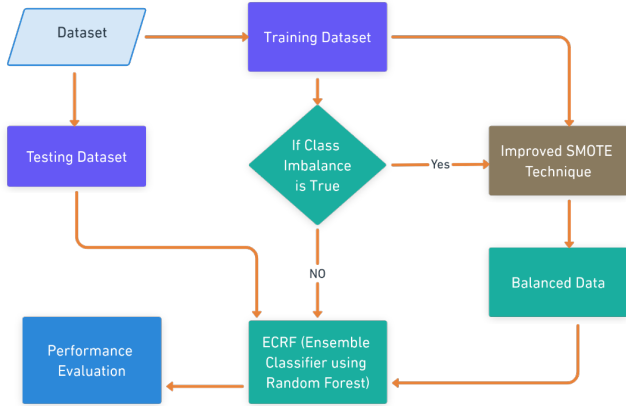 Dataset
Training Dataset
Testing Dataset
If Class
Imbalance
is True
Yes
Improved SMOTE
Technique
NO
Balanced Data
Performance
Evaluation
ECRF (Ensemble
Classifier using
Random Forest)